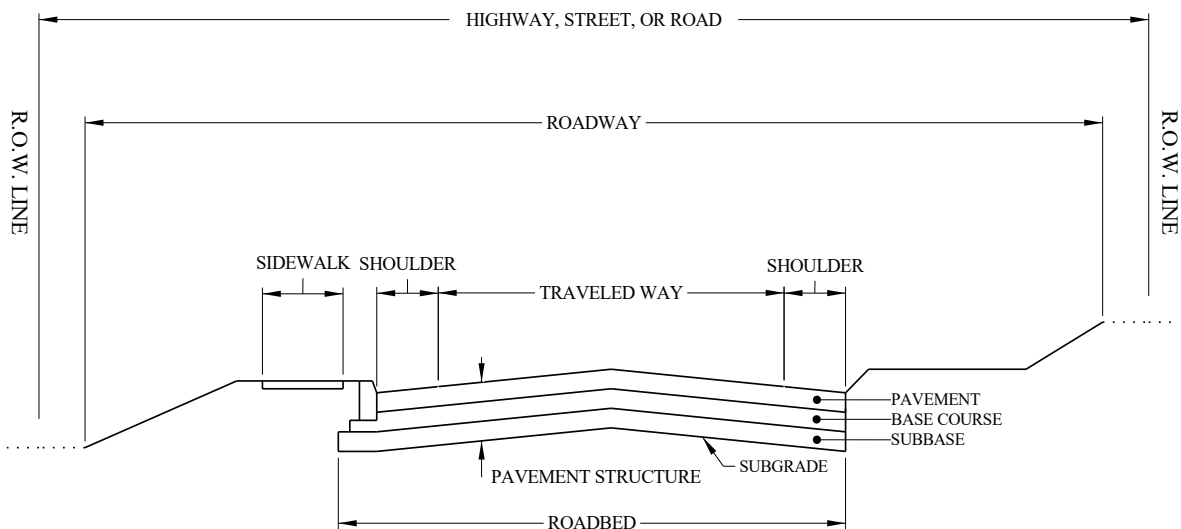 HIGHWAY, STREET, OR ROAD
R.O.W. LINE
ROADWAY
R.O.W. LINE
SIDEWALK
SHOULDER
SHOULDER
TRAVELED WAY
PAVEMENT
BASE COURSE
SUBBASE
SUBGRADE
PAVEMENT STRUCTURE
ROADBED